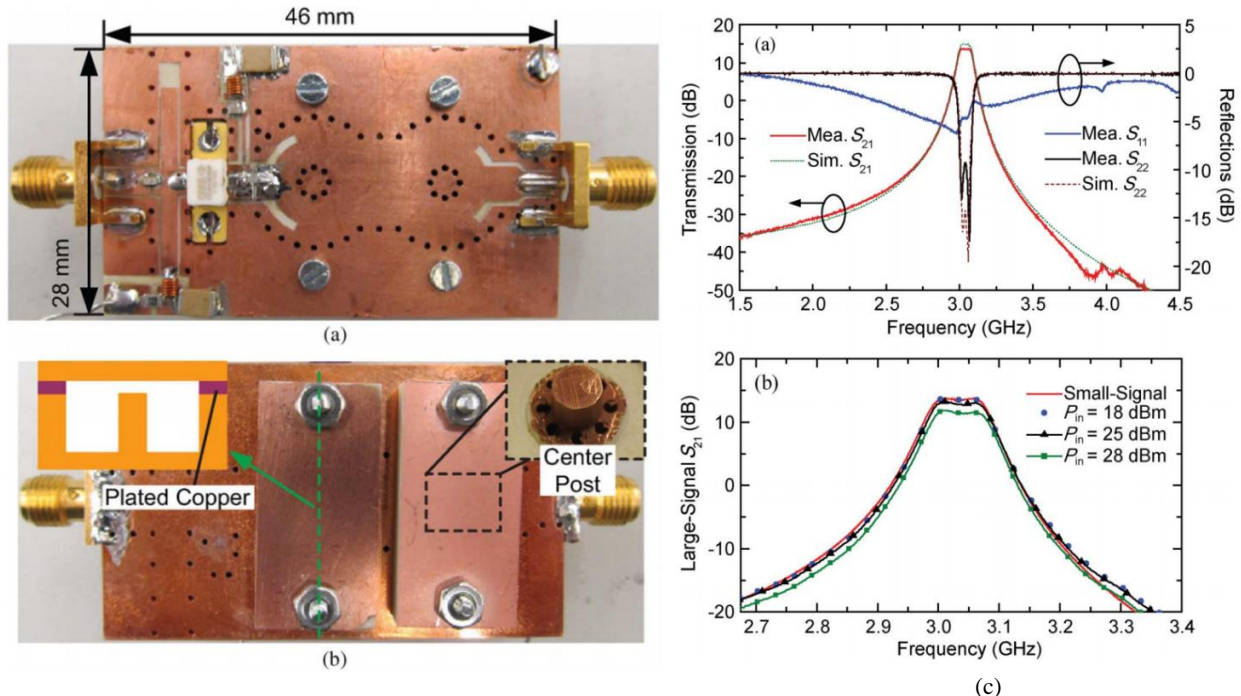 46 mm
28 mm
(a)
Plated Copper
Center
Post
(b)
(a)
Transmission (dB)
20
10
0
-10
-20
-30
-40
-50
Mea. S21
Sim. S21
Mea. S11
Mea. S22
Sim. S22
5
0
-5
-10
-15
-20
Reflections (dB)
1.5 2.0 2.5 3.0 3.5 4.0 4.5
Frequency (GHz)
(b)
Large-Signal S21 (dB)
20
10
0
-10
-20
Small-Signal
Pin = 18 dBm
Pin = 25 dBm
Pin = 28 dBm
2.7 2.8 2.9 3.0 3.1 3.2 3.3 3.4
Frequency (GHz)
(c)